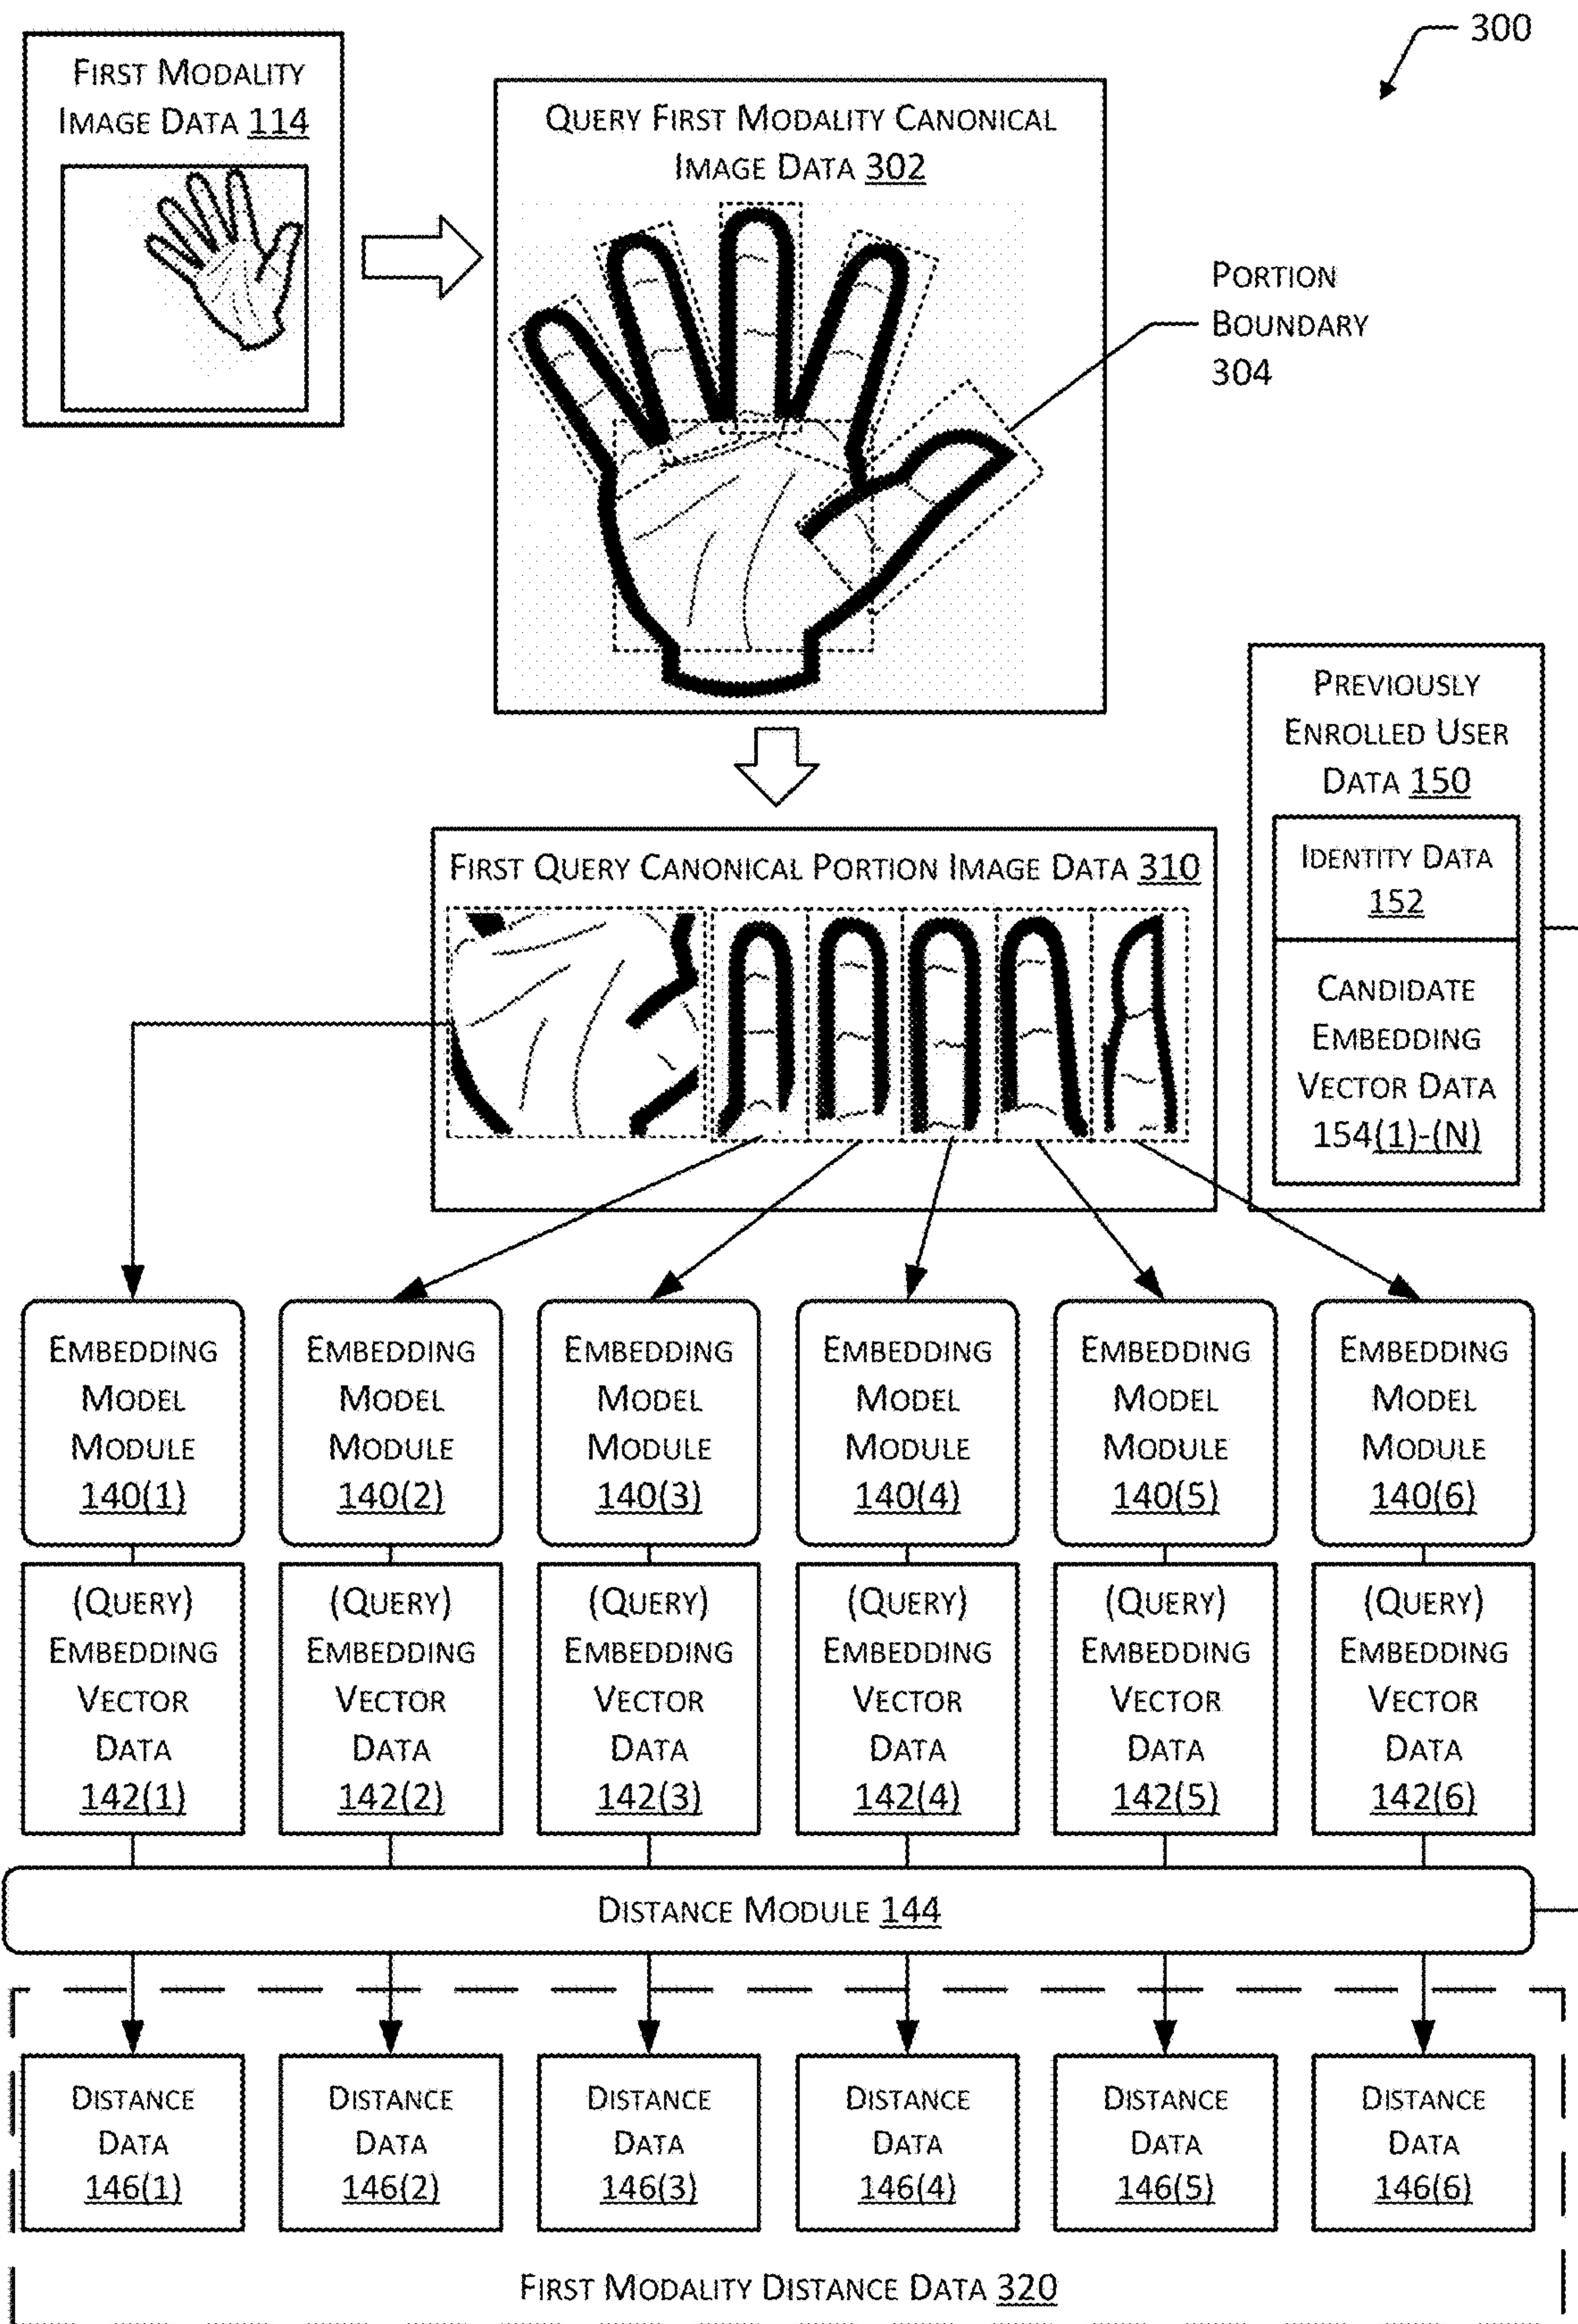 300
FIRST MODALITY
IMAGE DATA 114
QUERY FIRST MODALITY CANONICAL
IMAGE DATA 302
PORTION
BOUNDARY
304
PREVIOUSLY
ENROLLED USER
DATA 150
IDENTITY DATA
152
CANDIDATE
EMBEDDING
VECTOR DATA
154(1)-(N)
FIRST QUERY CANONICAL PORTION IMAGE DATA 310
EMBEDDING
MODEL
MODULE
140(1)
EMBEDDING
MODEL
MODULE
140(2)
EMBEDDING
MODEL
MODULE
140(3)
EMBEDDING
MODEL
MODULE
140(4)
EMBEDDING
MODEL
MODULE
140(5)
EMBEDDING
MODEL
MODULE
140(6)
(QUERY)
EMBEDDING
VECTOR
DATA
142(1)
(QUERY)
EMBEDDING
VECTOR
DATA
142(2)
(QUERY)
EMBEDDING
VECTOR
DATA
142(3)
(QUERY)
EMBEDDING
VECTOR
DATA
142(4)
(QUERY)
EMBEDDING
VECTOR
DATA
142(5)
(QUERY)
EMBEDDING
VECTOR
DATA
142(6)
DISTANCE MODULE 144
DISTANCE
DATA
146(1)
DISTANCE
DATA
146(2)
DISTANCE
DATA
146(3)
DISTANCE
DATA
146(4)
DISTANCE
DATA
146(5)
DISTANCE
DATA
146(6)
FIRST MODALITY DISTANCE DATA 320